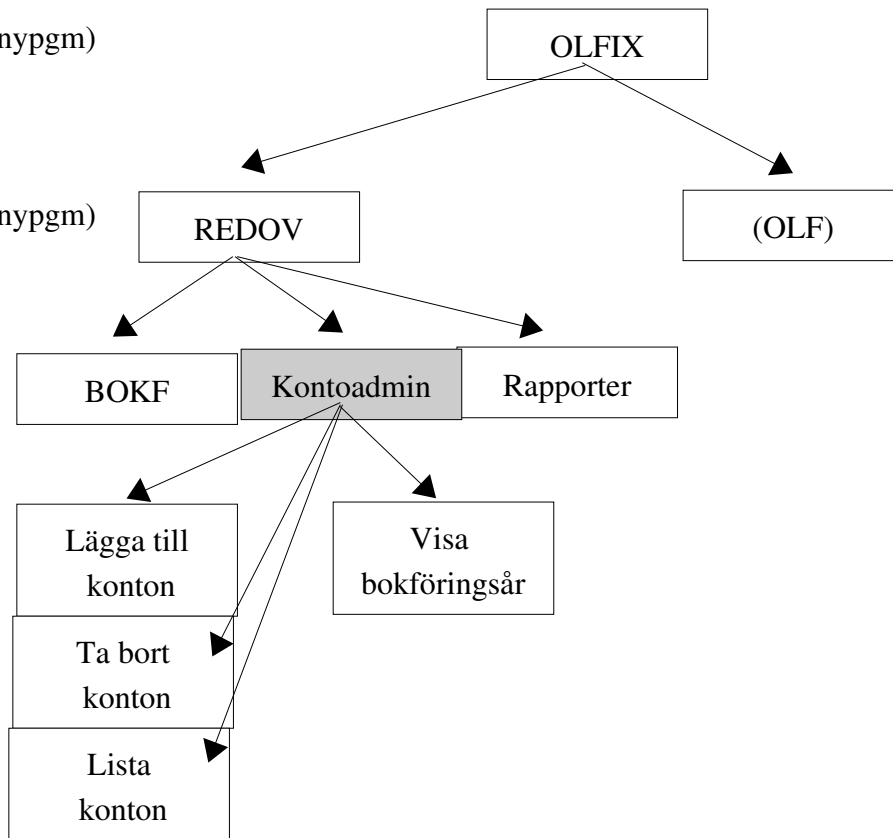 nypgm)
OLFIX
nypgm)
REDOV
(OLF)
BOKF
Kontoadmin
Rapporter
Lägga till
konton
Visa
bokföringsår
Ta bort
konton
Lista
konton